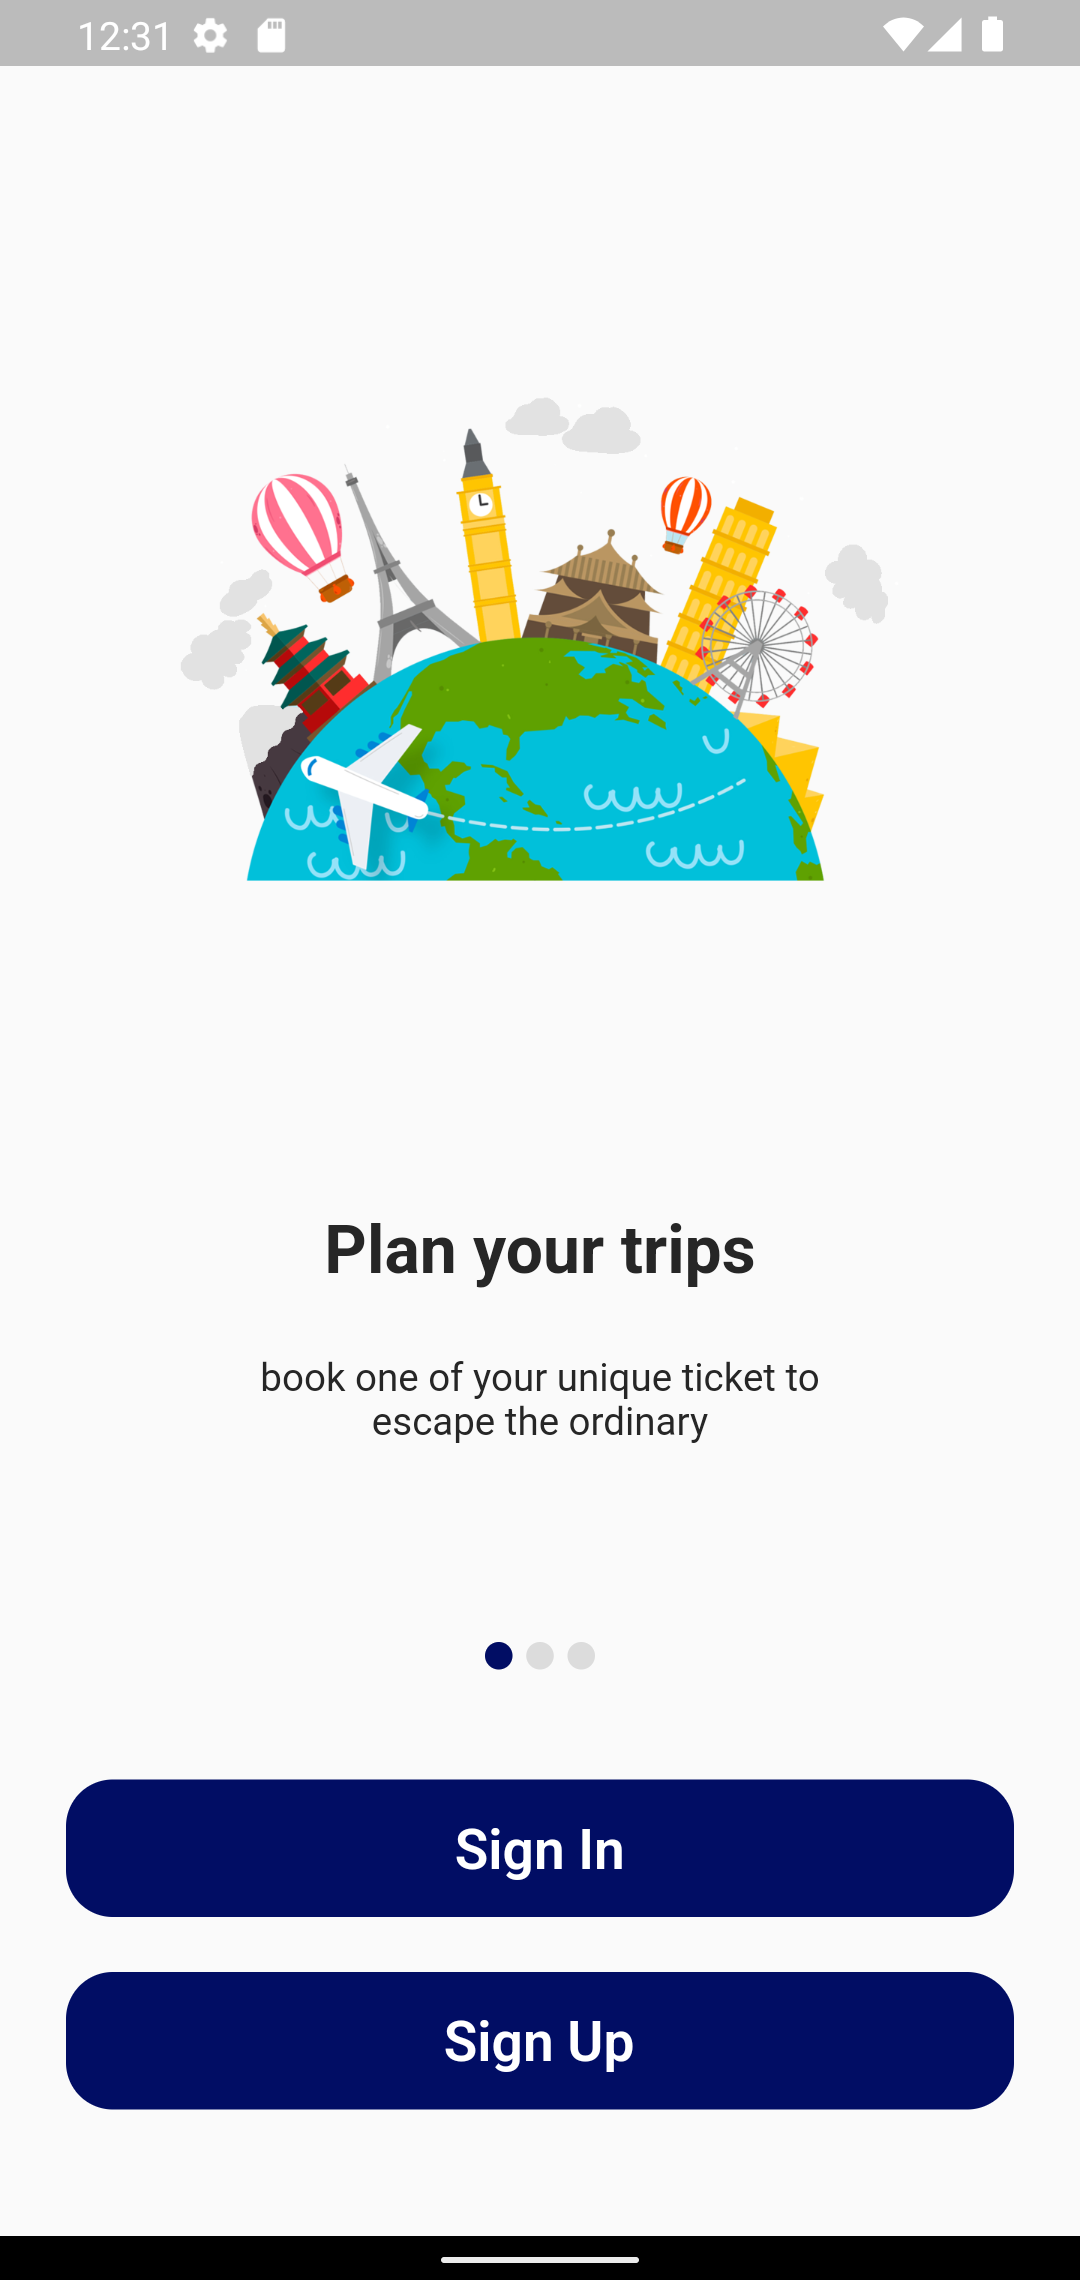 12:31
Plan your trips
book one of your unique ticket to
escape the ordinary
Sign In
Sign Up